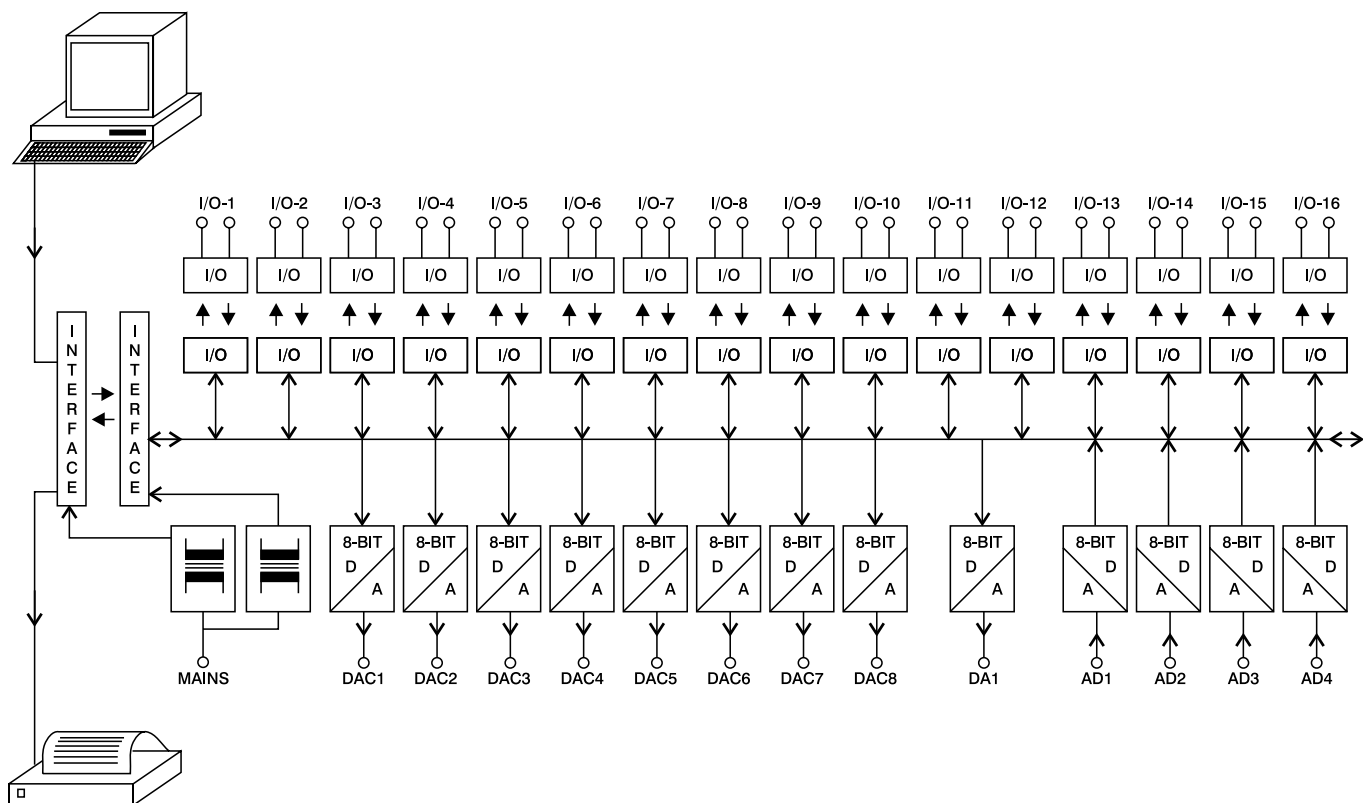 I/O-1 I/O-2 I/O-3 I/O-4 I/O-5 I/O-6 I/O-7 I/O-8 I/O-9 I/O-10 I/O-11 I/O-12 I/O-13 I/O-14 I/O-15 I/O-16
I/O I/O I/O I/O I/O I/O I/O I/O I/O I/O I/O I/O I/O I/O I/O I/O
I/O I/O I/O I/O I/O I/O I/O I/O I/O I/O I/O I/O I/O I/O I/O I/O
INTERFACE
INTERFACE
8-BIT 8-BIT 8-BIT 8-BIT 8-BIT 8-BIT 8-BIT 8-BIT 8-BIT 8-BIT 8-BIT 8-BIT 8-BIT
D D D D D D D D D D D D D
A A A A A A A A A A A A A
MAINS DAC1 DAC2 DAC3 DAC4 DAC5 DAC6 DAC7 DAC8 DA1 AD1 AD2 AD3 AD4